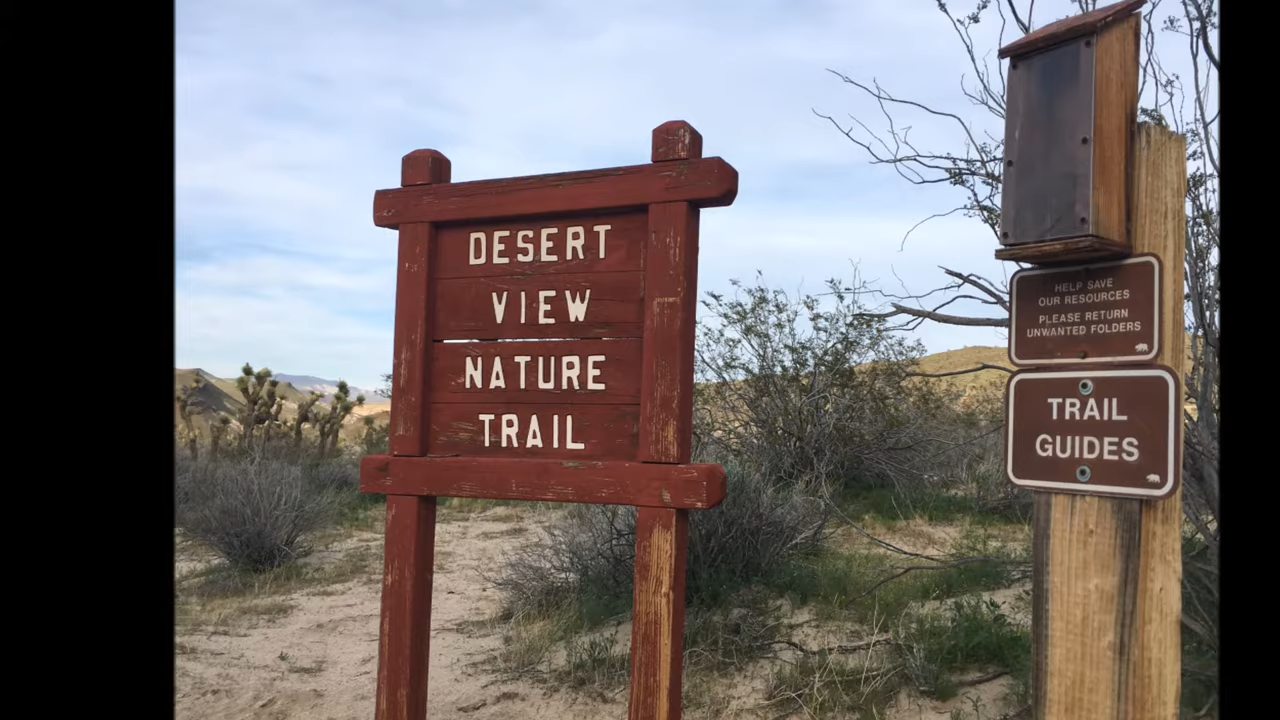 DESERT
VIEW
NATURE
TRAIL
HELP SAVE
OUR RESOURCES
PLEASE RETURN
UNWANTED FOLDERS
TRAIL
GUIDES